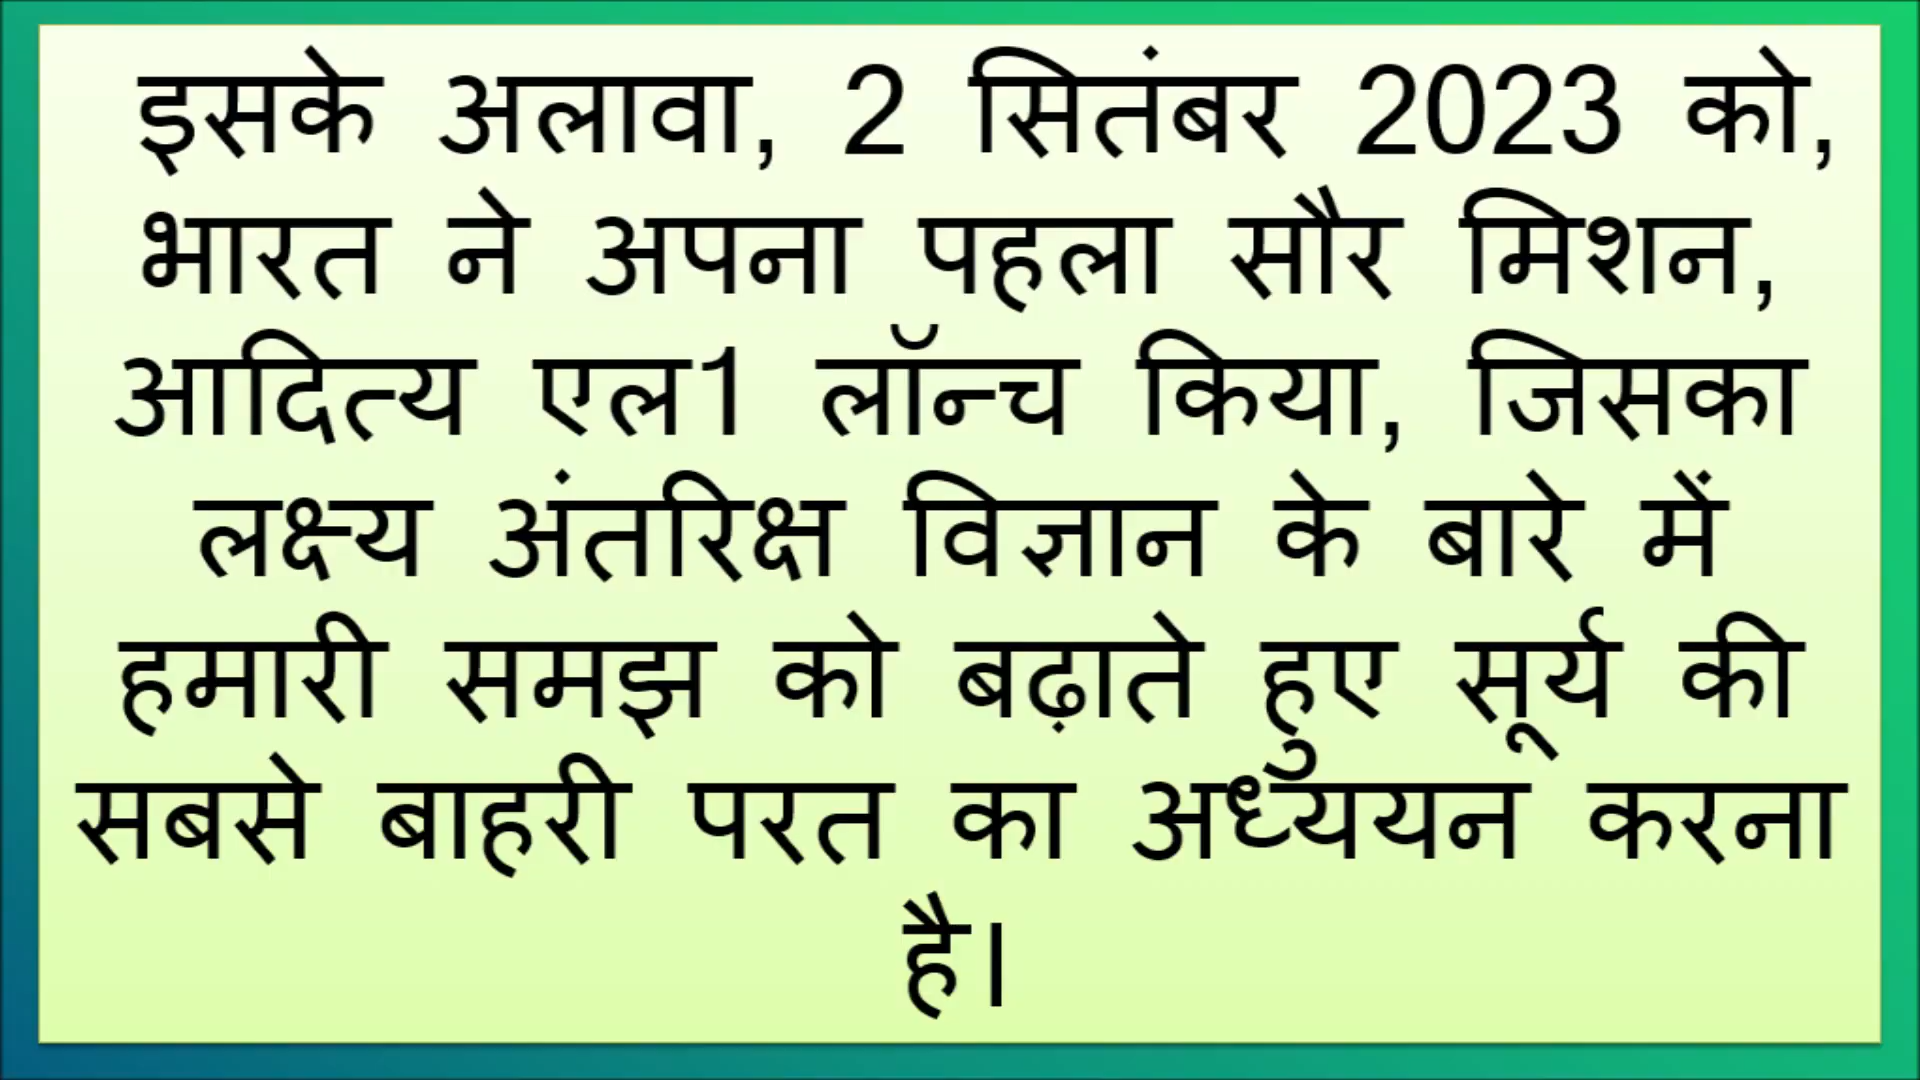 इसके अलावा, 2 सितंबर 2023 को,
भारत ने अपना पहला सौर मिशन,
आदित्य एल1 लॉन्च किया, जिसका
लक्ष्य अंतरिक्ष विज्ञान के बारे में
हमारी समझ को बढ़ाते हुए सूर्य की
सबसे बाहरी परत का अध्ययन करना
है।